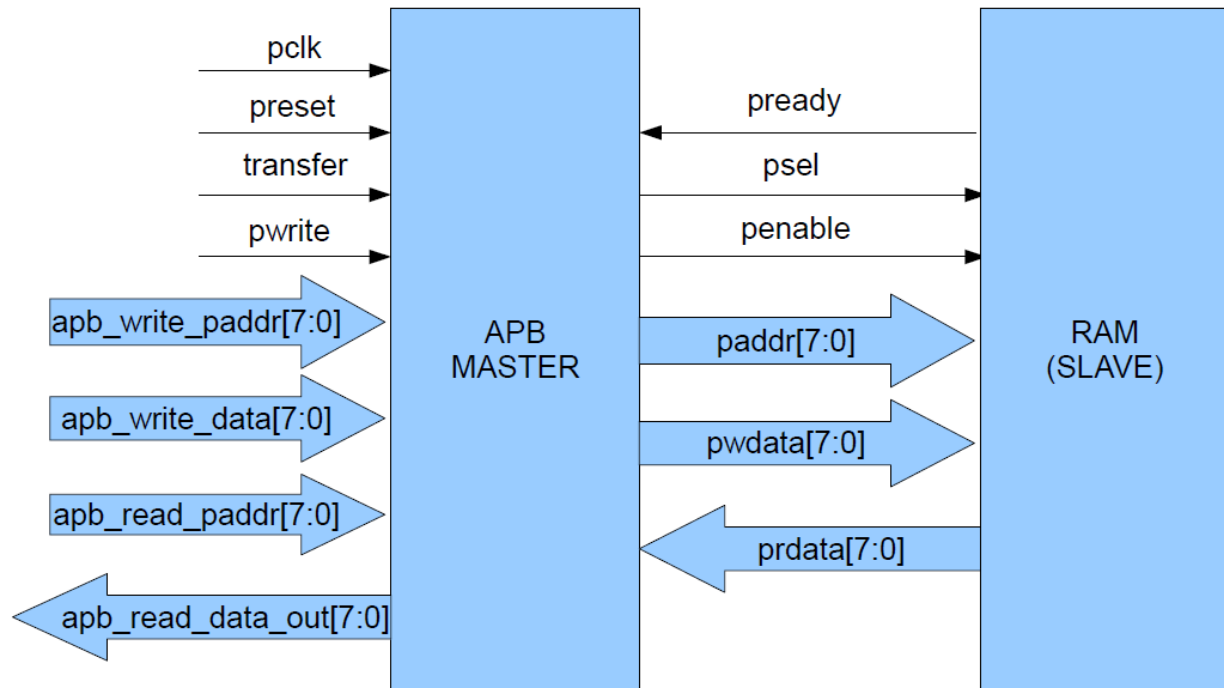 pclk
preset
transfer
pwrite
apb_write_paddr[7:0]
apb_write_data[7:0]
apb_read_paddr[7:0]
apb_read_data_out[7:0]
APB
MASTER
pready
psel
penable
paddr[7:0]
pwdata[7:0]
prdata[7:0]
RAM
(SLAVE)